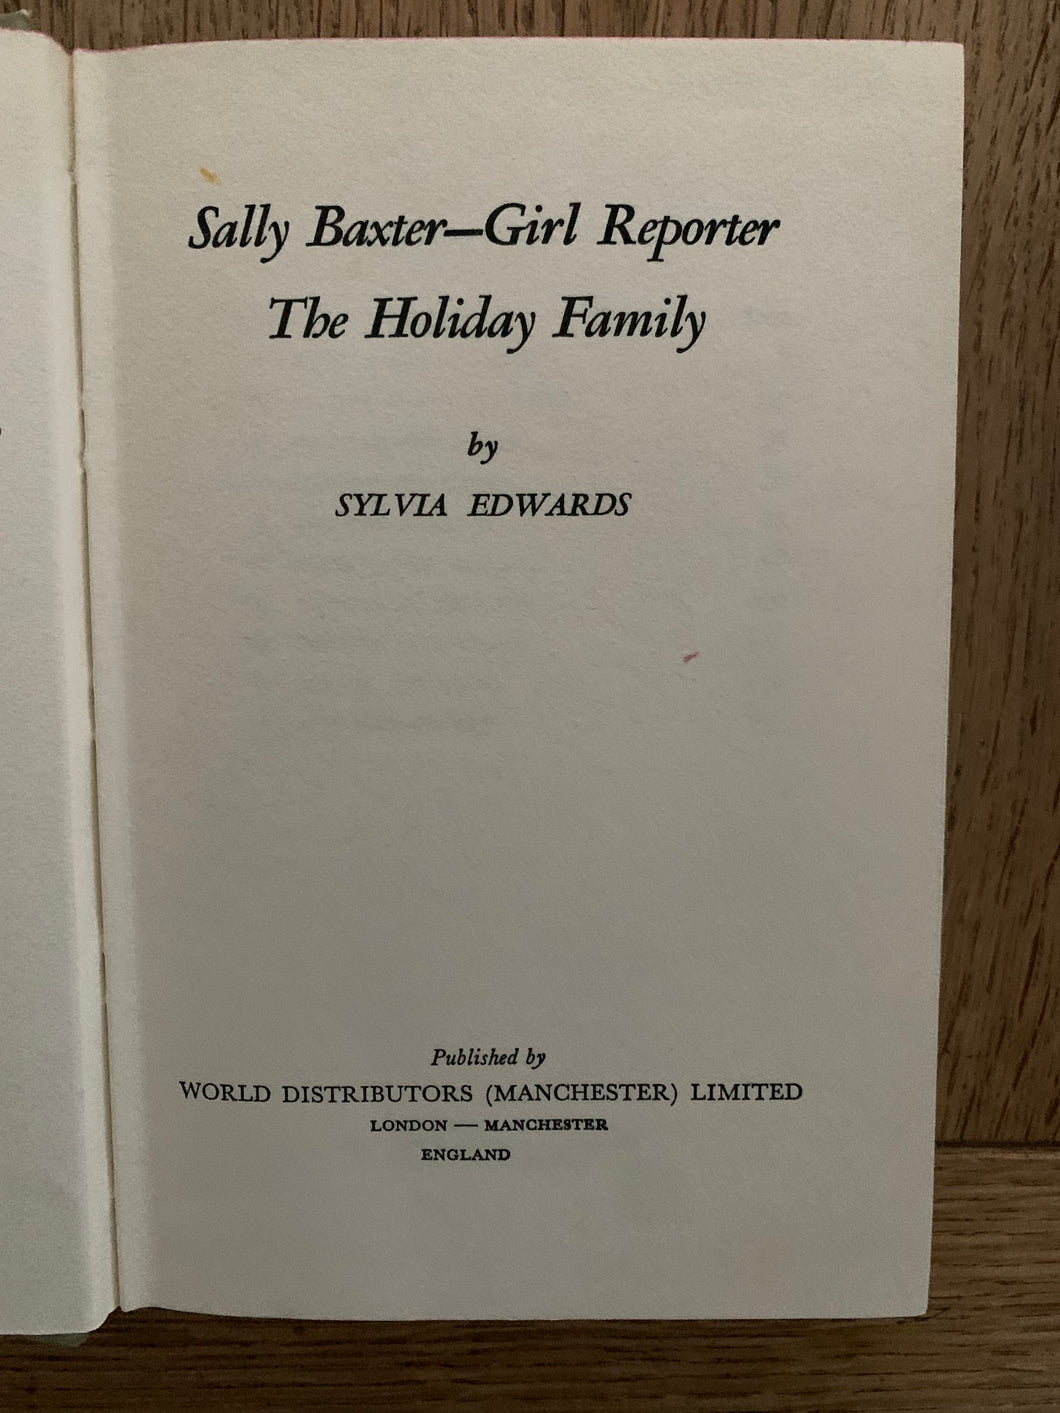 Sally Baxter—Girl Reporter
The Holiday Family
by
SYLVIA EDWARDS
Published by
WORLD DISTRIBUTORS (MANCHESTER) LIMITED
LONDON — MANCHESTER
ENGLAND